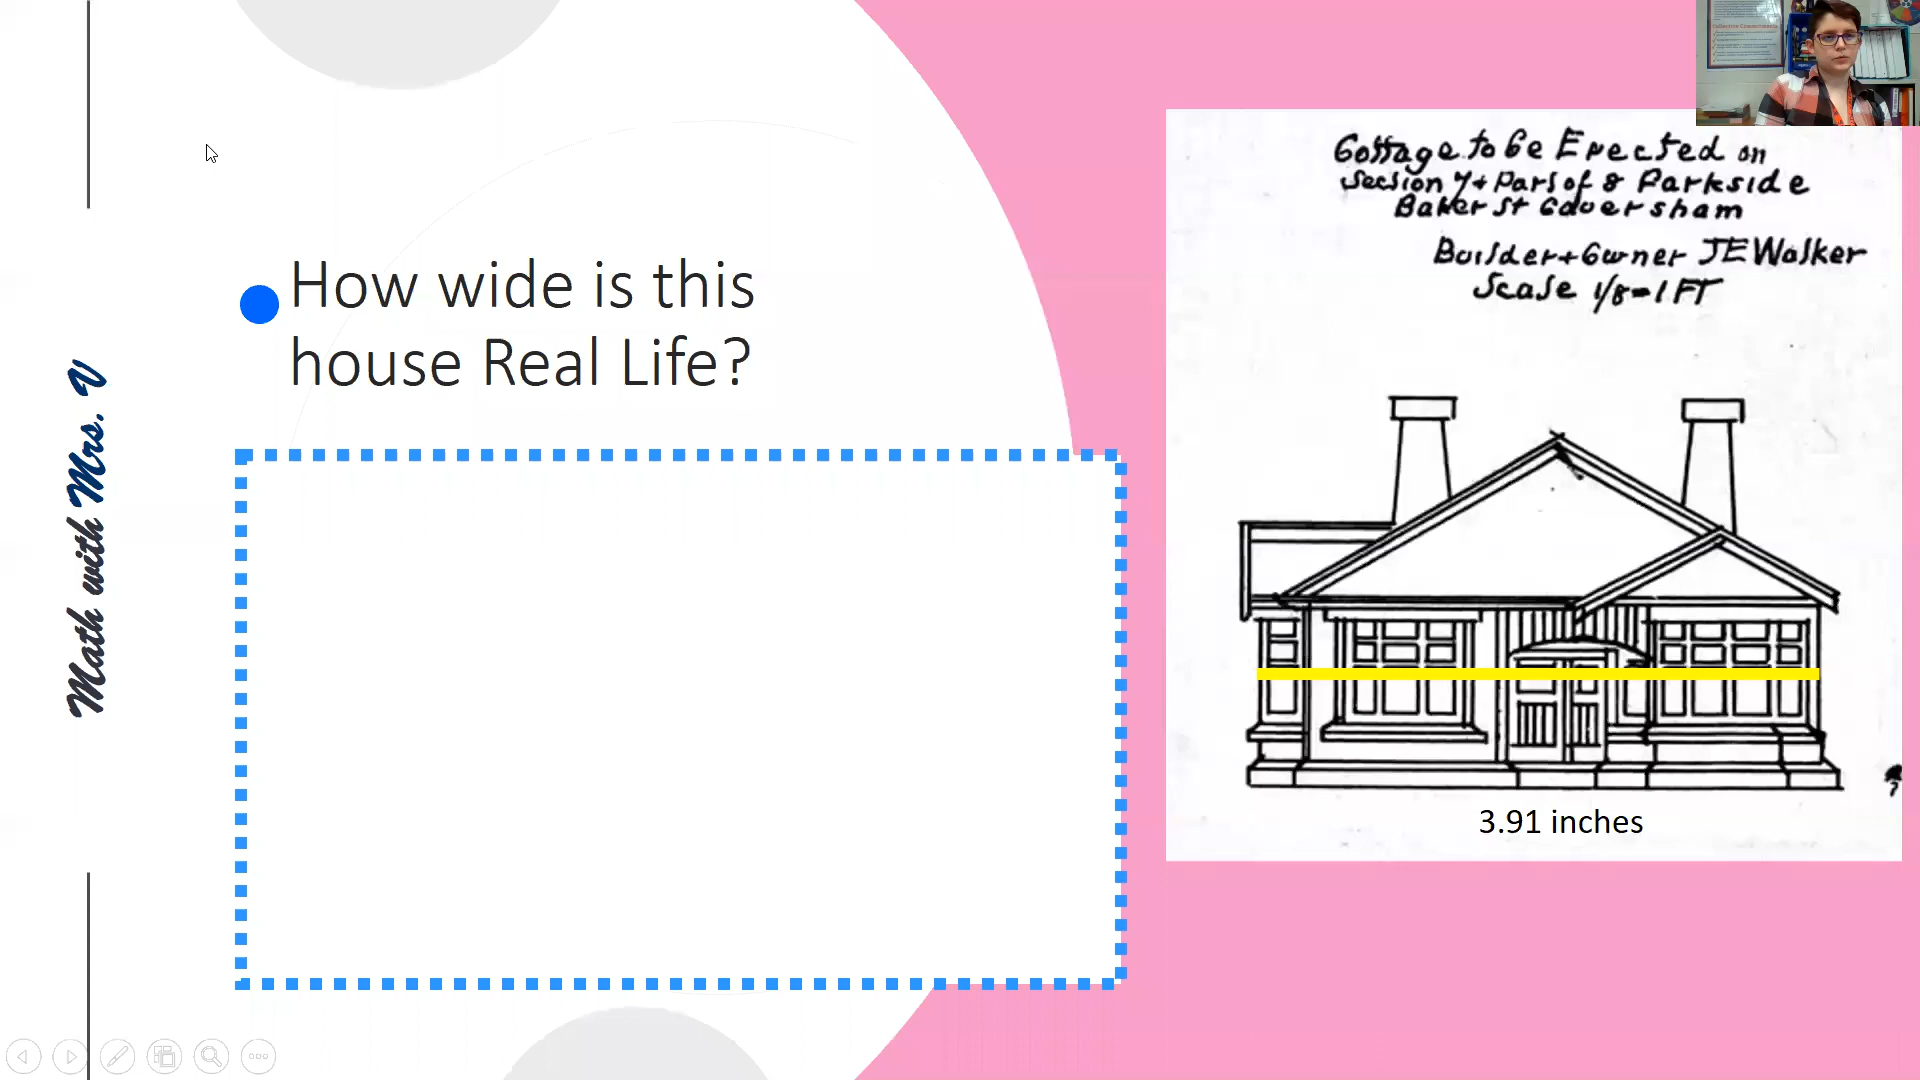 Math with Mrs. V
How wide is this
house Real Life?
Cottage to be Erected on
Section 7 + Part of 8 Parkside
Baker St Caversham
Builder + Owner JE Walker
Scale 1/8 = 1 FT
3.91 inches